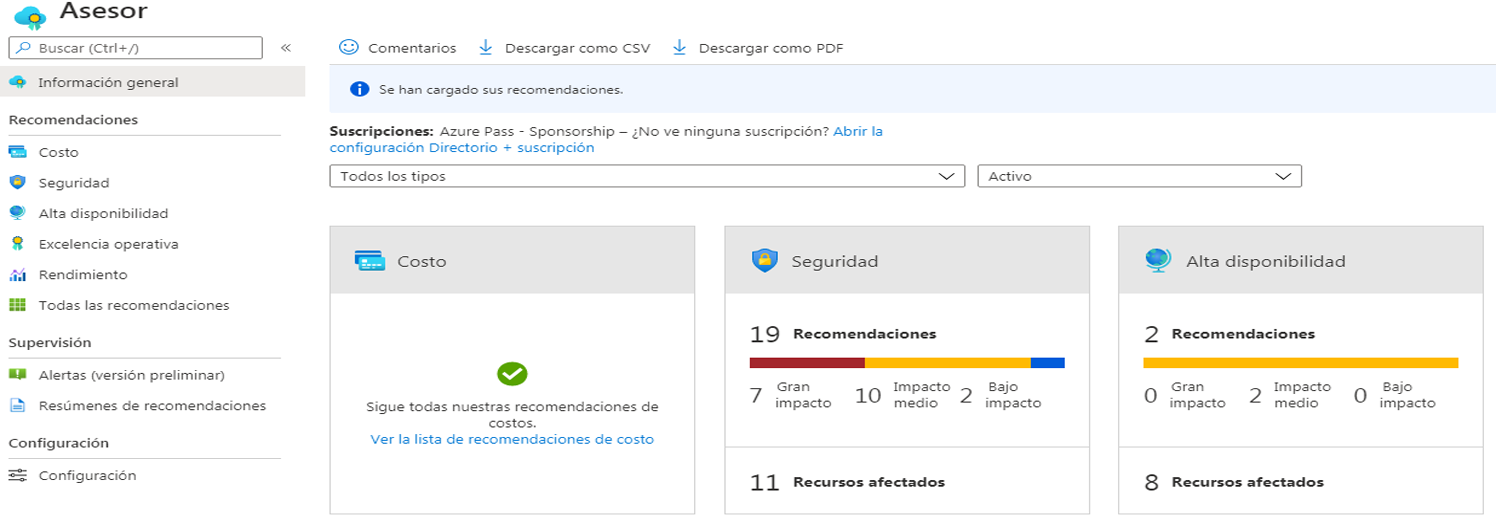 Asesor
Buscar (Ctrl+/)
«
Información general
Recomendaciones
Costo
Seguridad
Alta disponibilidad
Excelencia operativa
Rendimiento
Todas las recomendaciones
Supervisión
Alertas (versión preliminar)
Resúmenes de recomendaciones
Configuración
Configuración
Comentarios
Descargar como CSV
Descargar como PDF
Se han cargado sus recomendaciones.
Suscripciones: Azure Pass - Sponsorship – ¿No ve ninguna suscripción? Abrir la
configuración Directorio + suscripción
Todos los tipos
Activo
Costo
Sigue todas nuestras recomendaciones de
costos.
Ver la lista de recomendaciones de costo
Seguridad
19 Recomendaciones
7 Gran impacto
10 Impacto medio
2 Bajo impacto
11 Recursos afectados
Alta disponibilidad
2 Recomendaciones
0 Gran impacto
2 Impacto medio
0 Bajo impacto
8 Recursos afectados